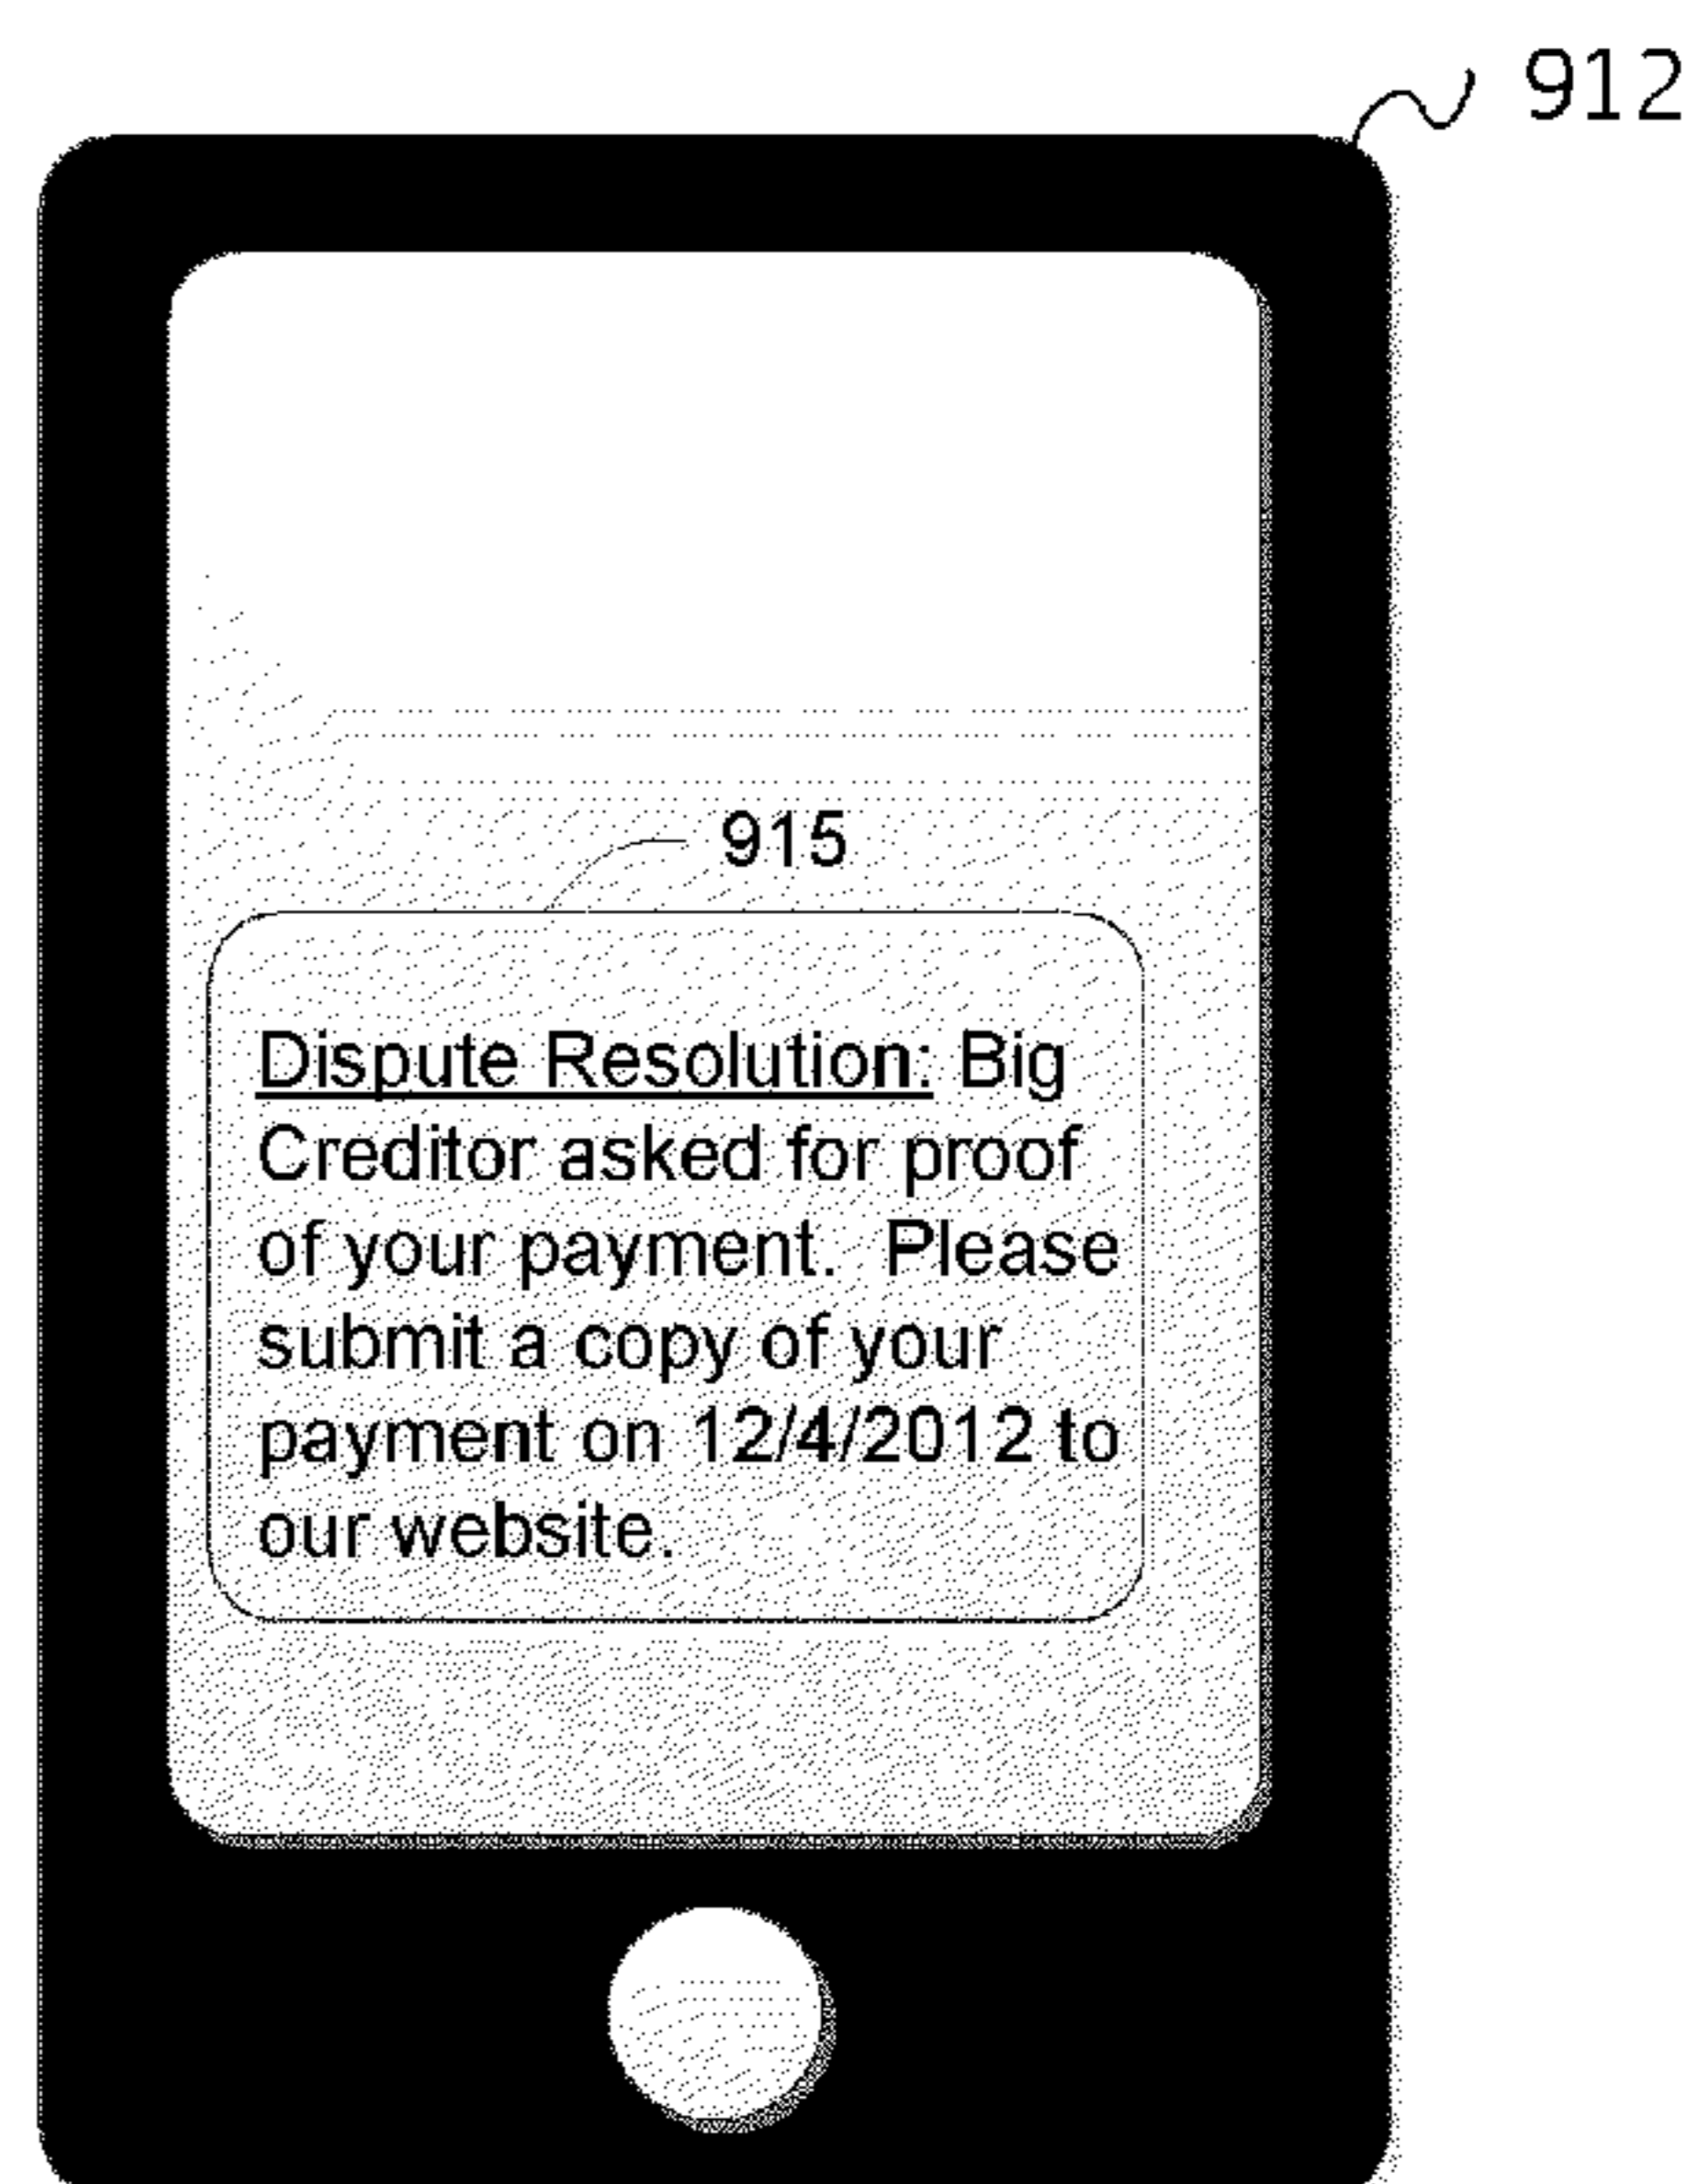 912
915
Dispute Resolution: Big
Creditor asked for proof
of your payment.  Please
submit a copy of your
payment on 12/4/2012 to
our website.